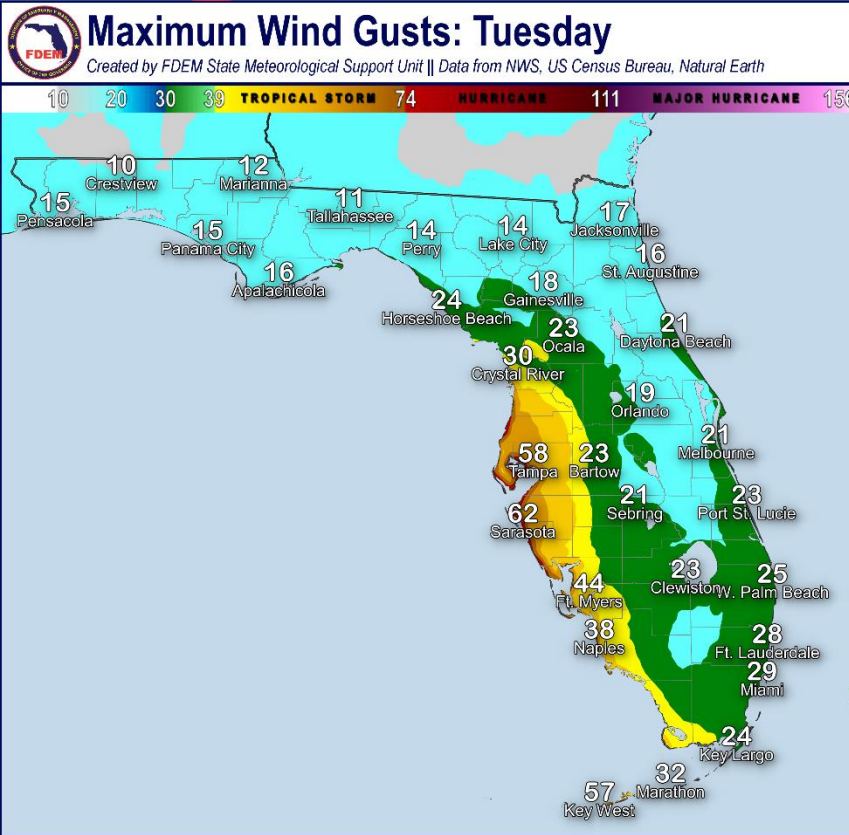 FDEM
Maximum Wind Gusts: Tuesday
Created by FDEM State Meteorological Support Unit || Data from NWS, US Census Bureau, Natural Earth
10 20 30 39 TROPICAL STORM 74 HURRICANE 111 MAJOR HURRICANE 156
10
Crestview
12
Marianna
15
Pensacola
11
Tallahassee
15
Panama City
14
Perry
14
Lake City
17
Jacksonville
16
St. Augustine
16
Apalachicola
18
Gainesville
24
Horseshoe Beach
23
Ocala
21
Daytona Beach
30
Crystal River
19
Orlando
58
Tampa
23
Bartow
21
Melbourne
62
Sarasota
21
Sebring
23
Port St. Lucie
44
Ft. Myers
23
Clewiston
25
W. Palm Beach
38
Naples
28
Ft. Lauderdale
29
Miami
24
Key Largo
32
Marathon
57
Key West